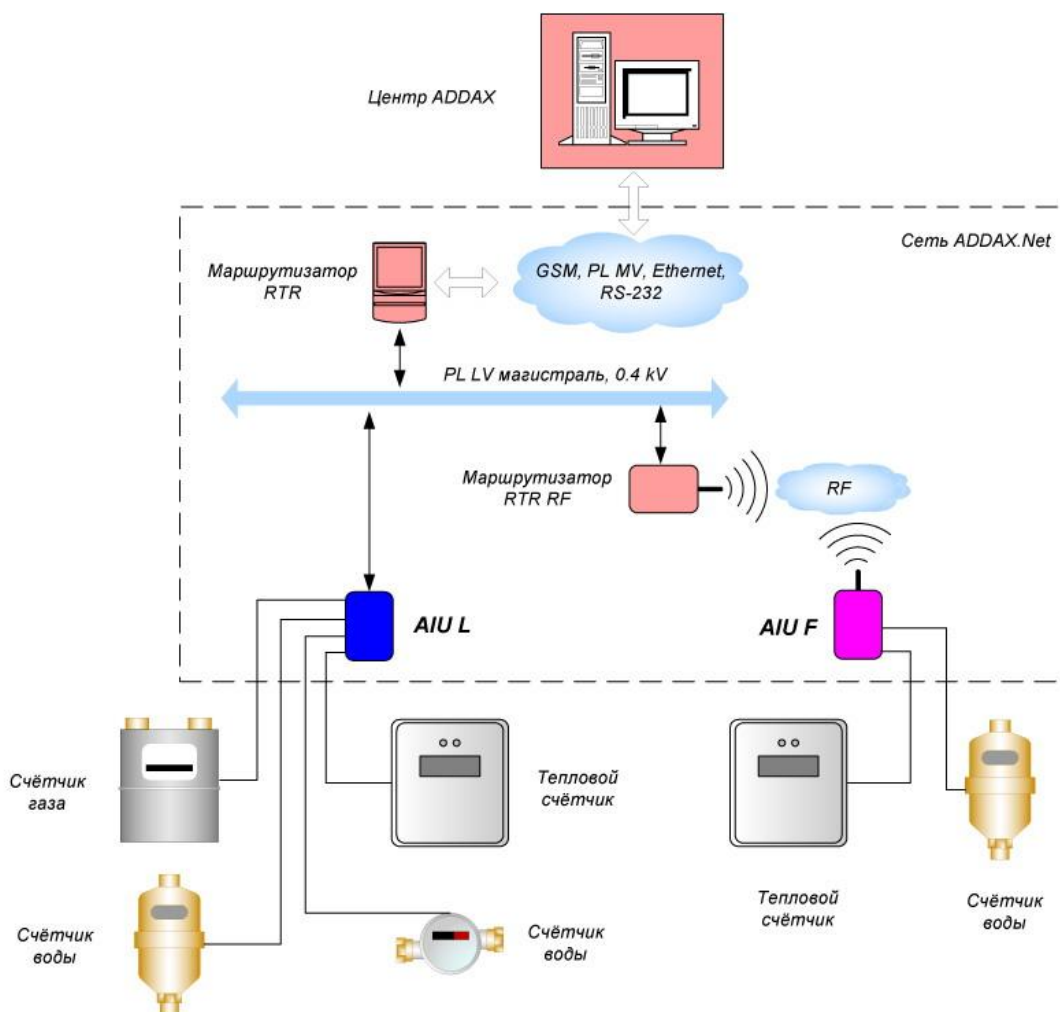 Центр ADDAX
Сеть ADDAX.Net
Маршрутизатор
RTR
GSM, PL MV, Ethernet,
RS-232
PL LV магистраль, 0.4 kV
Маршрутизатор
RTR RF
RF
AIU L
AIU F
Счётчик
газа
Тепловой
счётчик
Тепловой
счётчик
Счётчик
воды
Счётчик
воды
Счётчик
воды